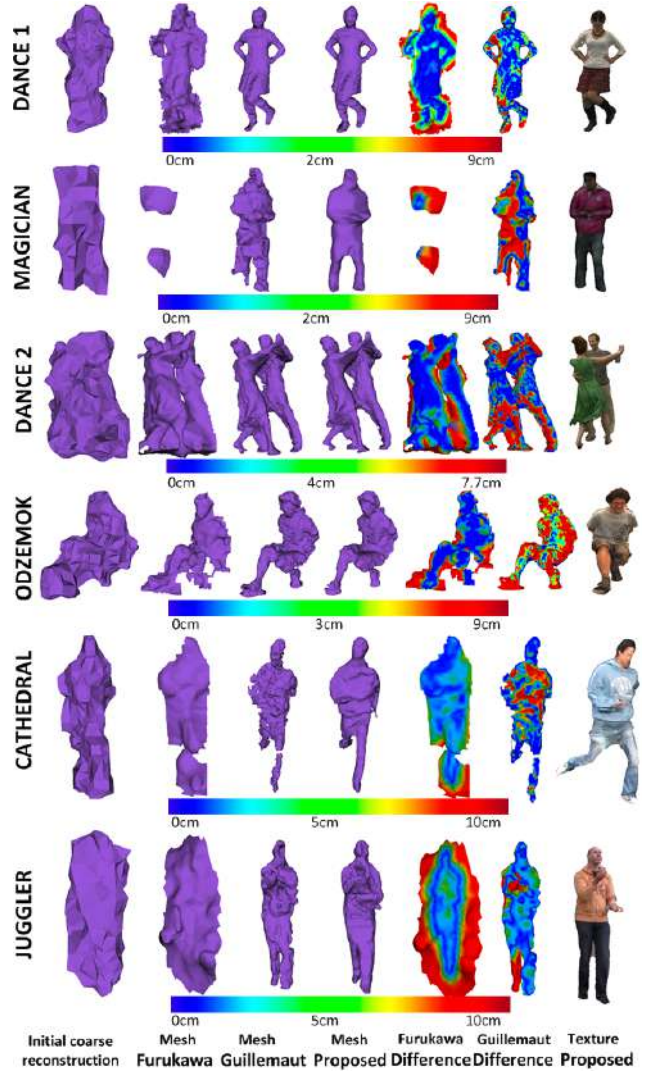 DANCE 1
0cm 2cm 9cm
MAGICIAN
0cm 2cm 9cm
DANCE 2
0cm 4cm 7.7cm
ODZEMOK
0cm 3cm 9cm
CATHEDRAL
0cm 5cm 10cm
JUGGLER
0cm 5cm 10cm
Initial coarse Mesh Mesh Mesh Furukawa Guillemaut Texture
reconstruction Furukawa Guillemaut Proposed Difference Difference Proposed